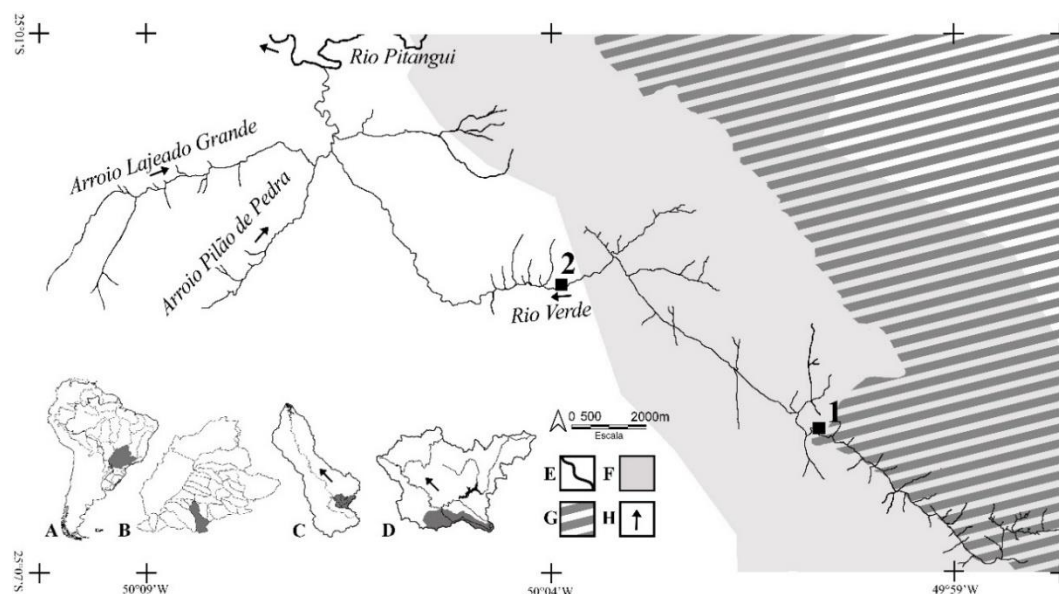 25°01'S
Rio Pitangui
Arroio Lajeado Grande
Arroio Pilão de Pedra
2
Rio Verde
1
0 500 2000m
Escala
A
B
C
D
E
F
G
H
25°07'S
50°09'W
50°04'W
49°59'W